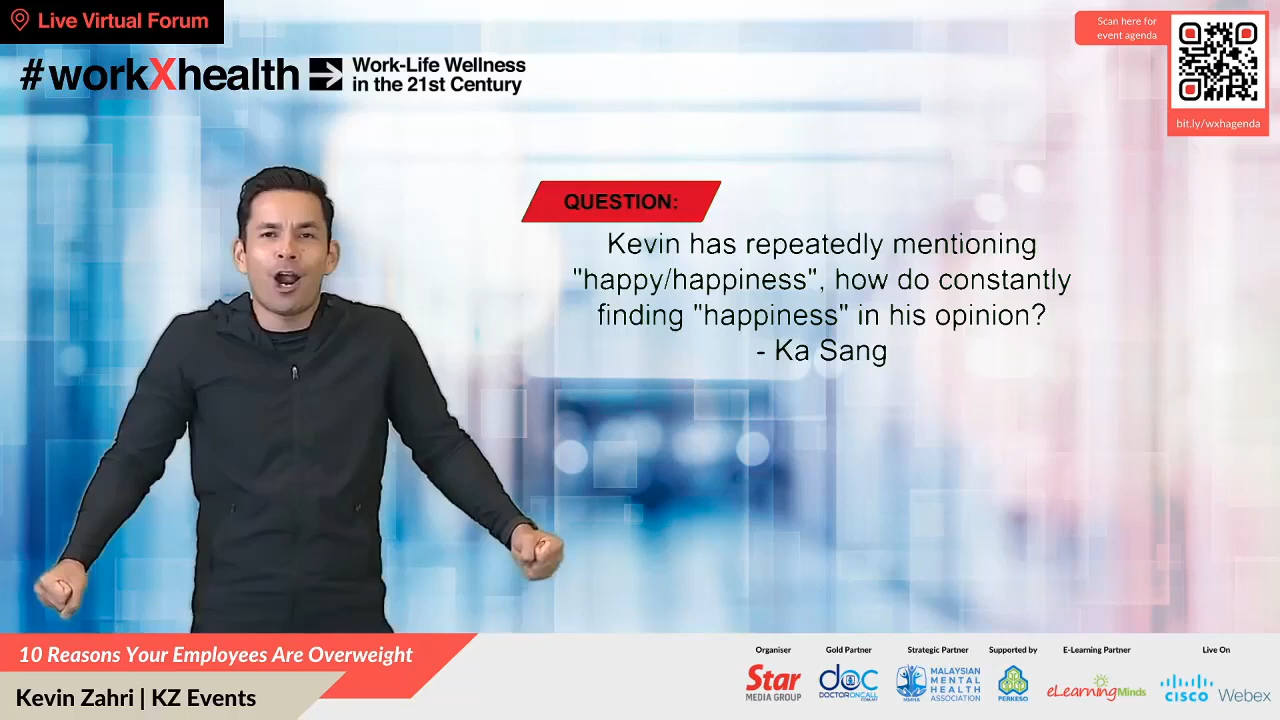 Live Virtual Forum
Scan here for
event agenda
#workXhealth
Work-Life Wellness
in the 21st Century
bit.ly/wxhagenda
QUESTION:
Kevin has repeatedly mentioning
"happy/happiness", how do constantly
finding "happiness" in his opinion?
- Ka Sang
10 Reasons Your Employees Are Overweight
Kevin Zahri | KZ Events
Organiser
Gold Partner
Strategic Partner
Supported by
E-Learning Partner
Live On
Star
MEDIA GROUP
doc
DOCTORONCALL
MALAYSIAN
MENTAL
HEALTH
ASSOCIATION
PERKESO
eLearningMinds
CISCO
Webex